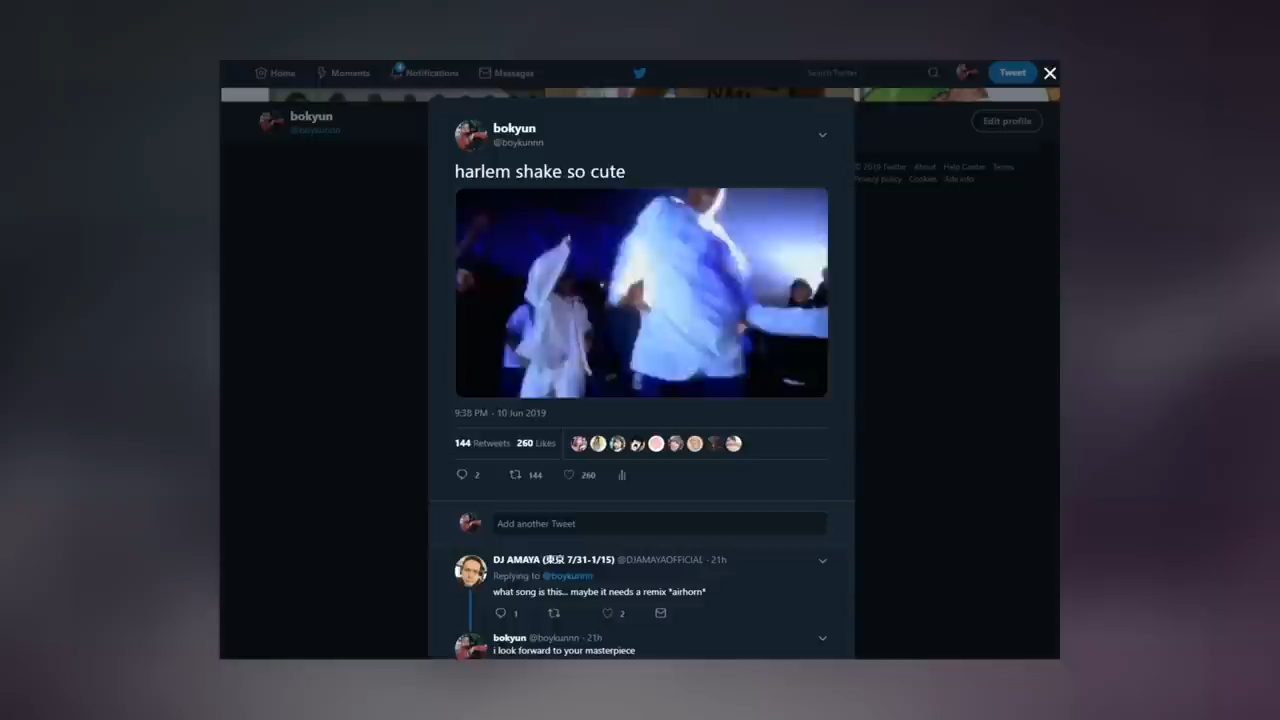 Home Moments Notifications Messages Search Twitter Tweet
bokyun
@boykunnn
Edit profile
bokyun
@boykunnn
harlem shake so cute
© 2019 Twitter About Help Center Terms
Privacy policy Cookies Ads info
9:38 PM - 10 Jun 2019
144 Retweets 260 Likes
2 144 260
Add another Tweet
DJ AMAYA (東京 7/31-1/15) @DJAMAYAOFFICIAL · 21h
Replying to @boykunnn
what song is this... maybe it needs a remix *airhorn*
1 2
bokyun @boykunnn · 21h
i look forward to your masterpiece